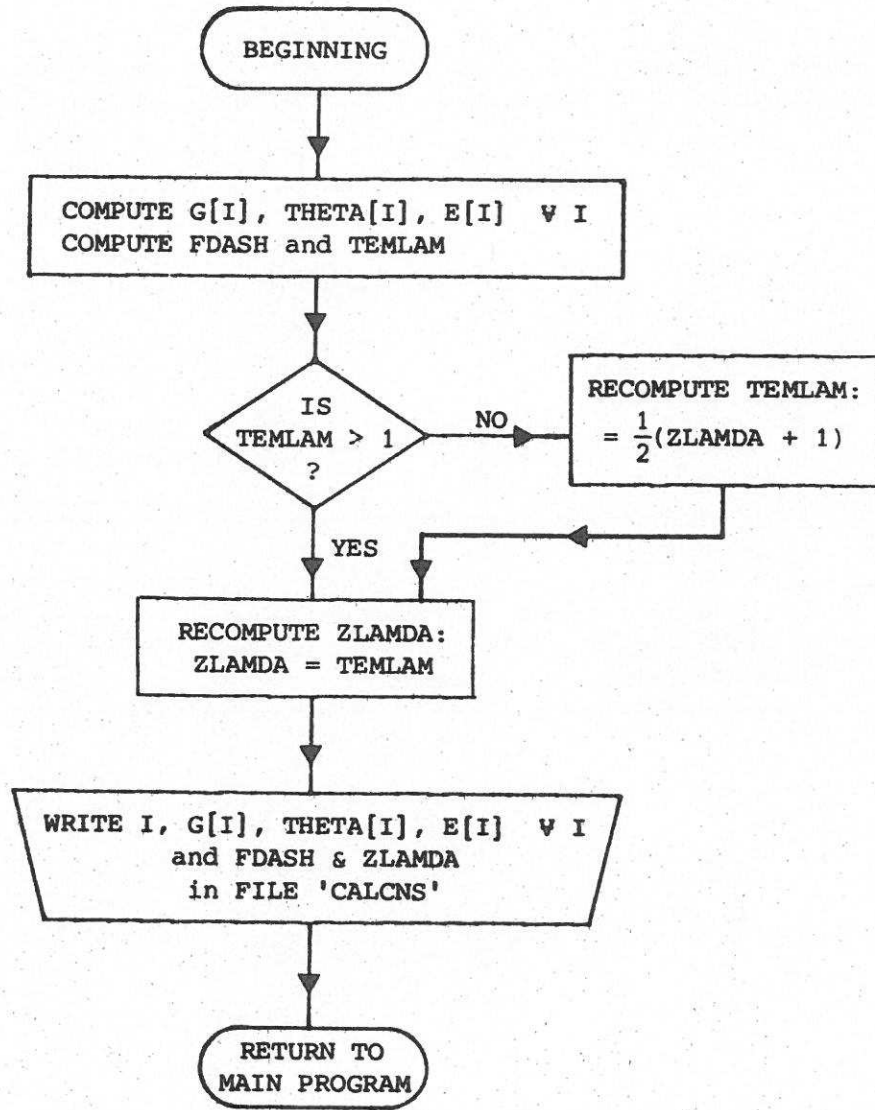 BEGINNING
COMPUTE G[I], THETA[I], E[I] ∀ I
COMPUTE FDASH and TEMLAM
IS
TEMLAM > 1
?
NO
RECOMPUTE TEMLAM:
= 1/2(ZLAMDA + 1)
YES
RECOMPUTE ZLAMDA:
ZLAMDA = TEMLAM
WRITE I, G[I], THETA[I], E[I] ∀ I
and FDASH & ZLAMDA
in FILE 'CALCNS'
RETURN TO
MAIN PROGRAM